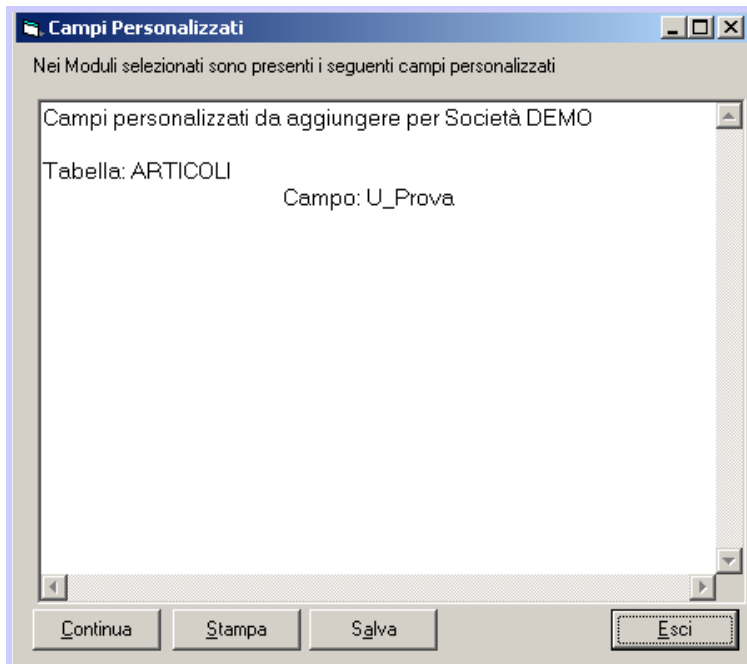 Campi Personalizzati
Nei Moduli selezionati sono presenti i seguenti campi personalizzati
Campi personalizzati da aggiungere per Società DEMO
Tabella: ARTICOLI
Campo: U_Prova
Continua Stampa Salva Esci